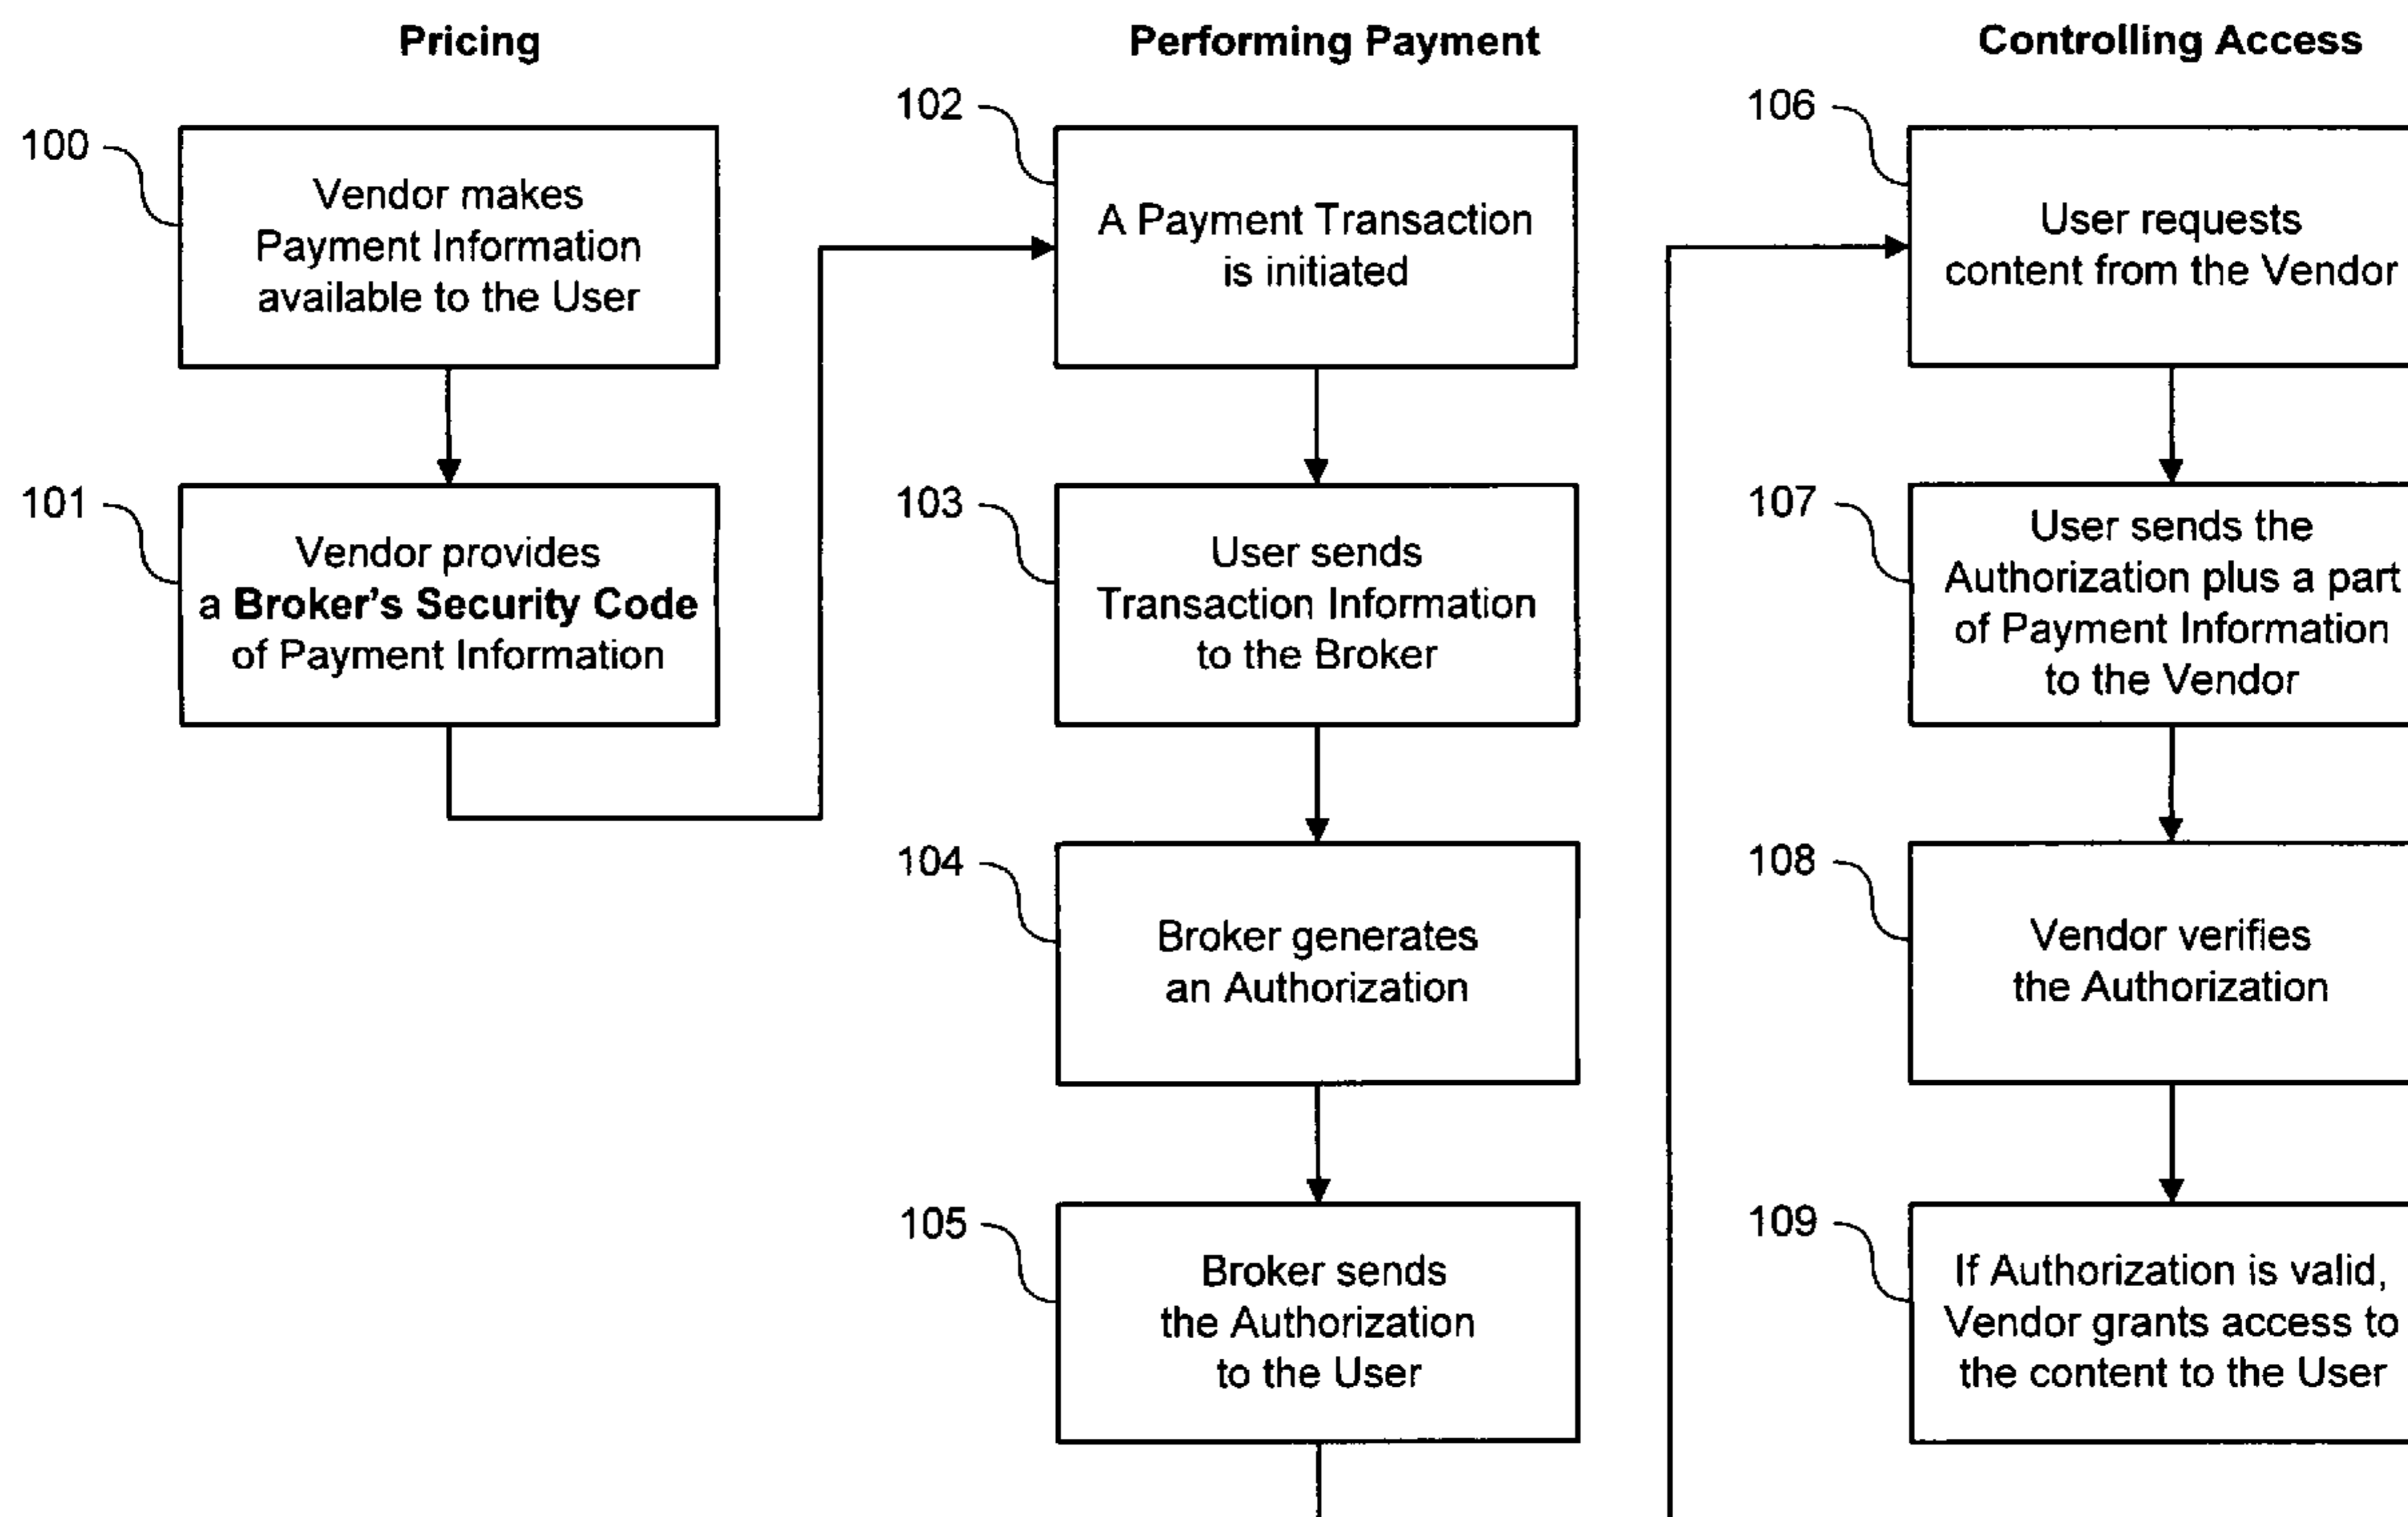 Pricing
100
Vendor makes
Payment Information
available to the User
101
Vendor provides
a Broker's Security Code
of Payment Information
Performing Payment
102
A Payment Transaction
is initiated
103
User sends
Transaction Information
to the Broker
104
Broker generates
an Authorization
105
Broker sends
the Authorization
to the User
Controlling Access
106
User requests
content from the Vendor
107
User sends the
Authorization plus a part
of Payment Information
to the Vendor
108
Vendor verifies
the Authorization
109
If Authorization is valid,
Vendor grants access to
the content to the User